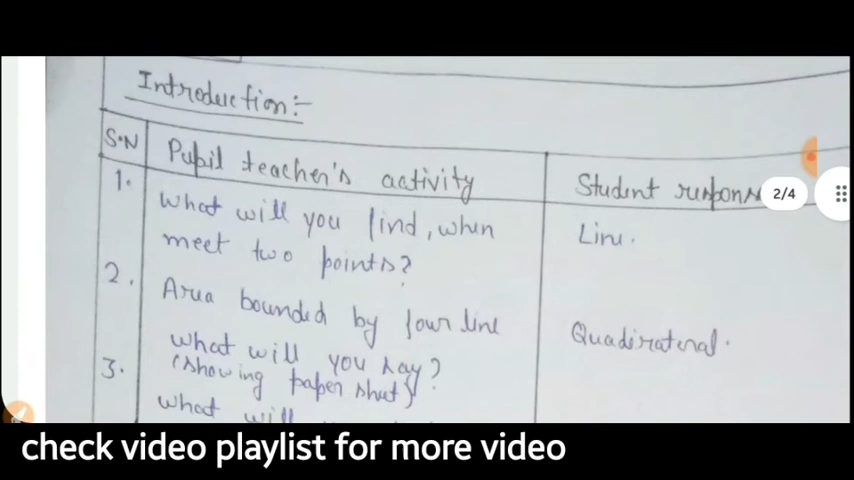 Introduction:-
S.N
Pupil teacher's activity
Student respons
2/4
1.
What will you find, when
meet two points?
Line.
2.
Area bounded by four line
what will you say?
Quadirateral.
3.
(showing paper sheet)
what will
check video playlist for more video